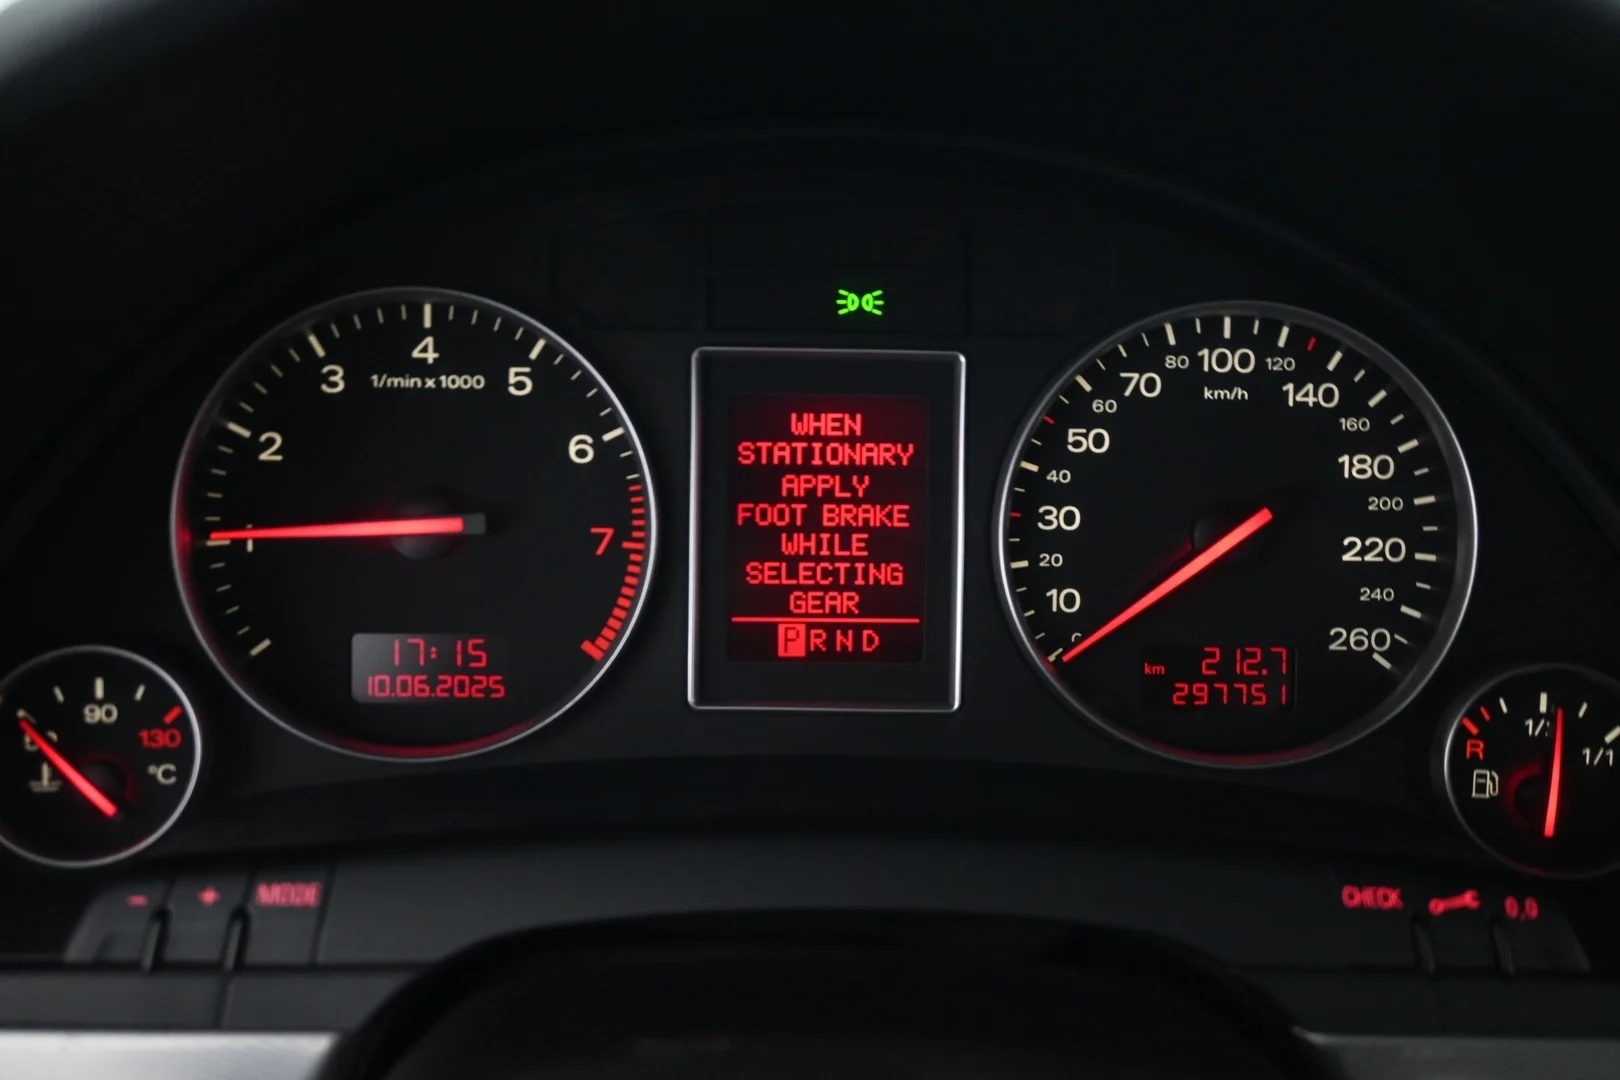 4
3
1/min x 1000
5
2
6
1
7
17:15
10.06.2025
WHEN
STATIONARY
APPLY
FOOT BRAKE
WHILE
SELECTING
GEAR
P R N D
80 100 120
70
km/h
140
60
160
50
180
40
200
30
220
20
240
10
260
km 212.7
297751
90
130
°C
R
1/1
- + MODE
CHECK 0,0